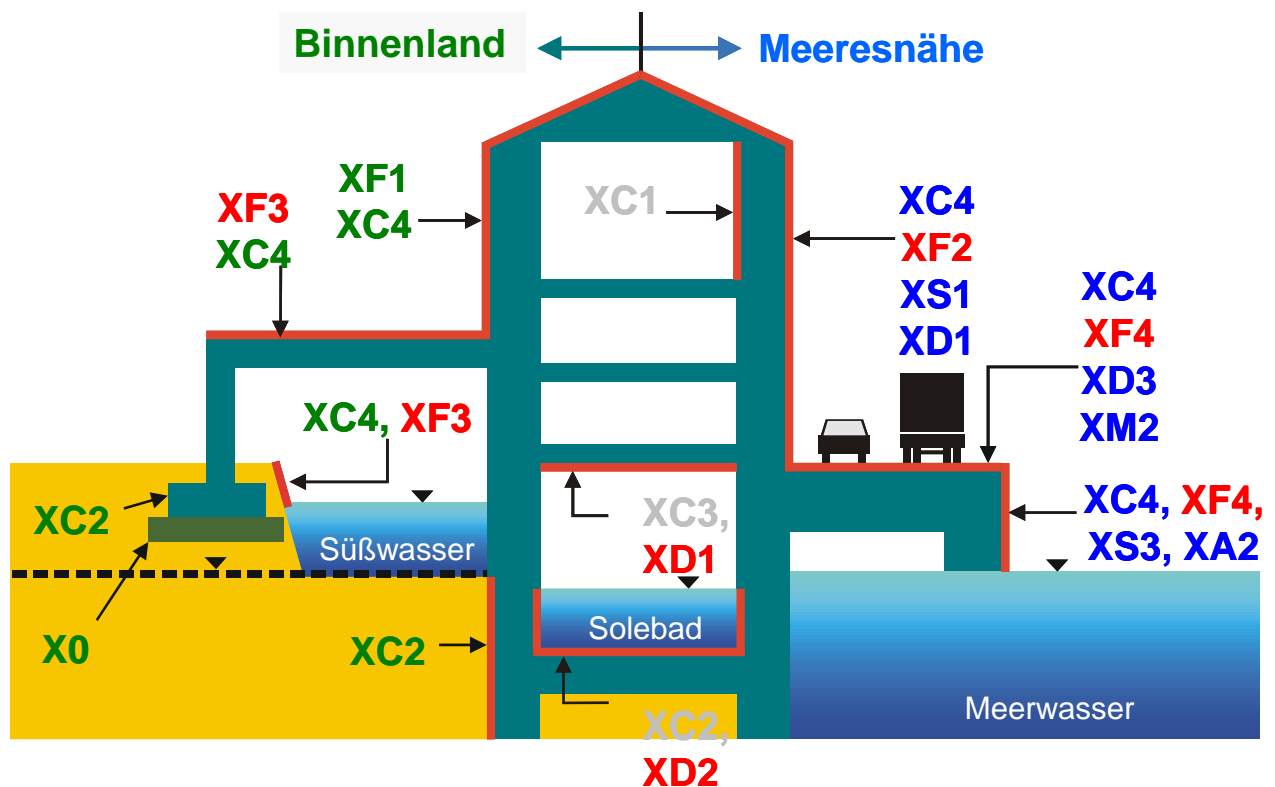 Binnenland
Meeresnähe
XF3
XC4
XF1
XC4
XC1
XC4
XF2
XS1
XD1
XC4
XF4
XD3
XM2
XC4, XF3
XC2
Süßwasser
X0
XC2
XC3,
XD1
Solebad
XC2,
XD2
XC4, XF4,
XS3, XA2
Meerwasser